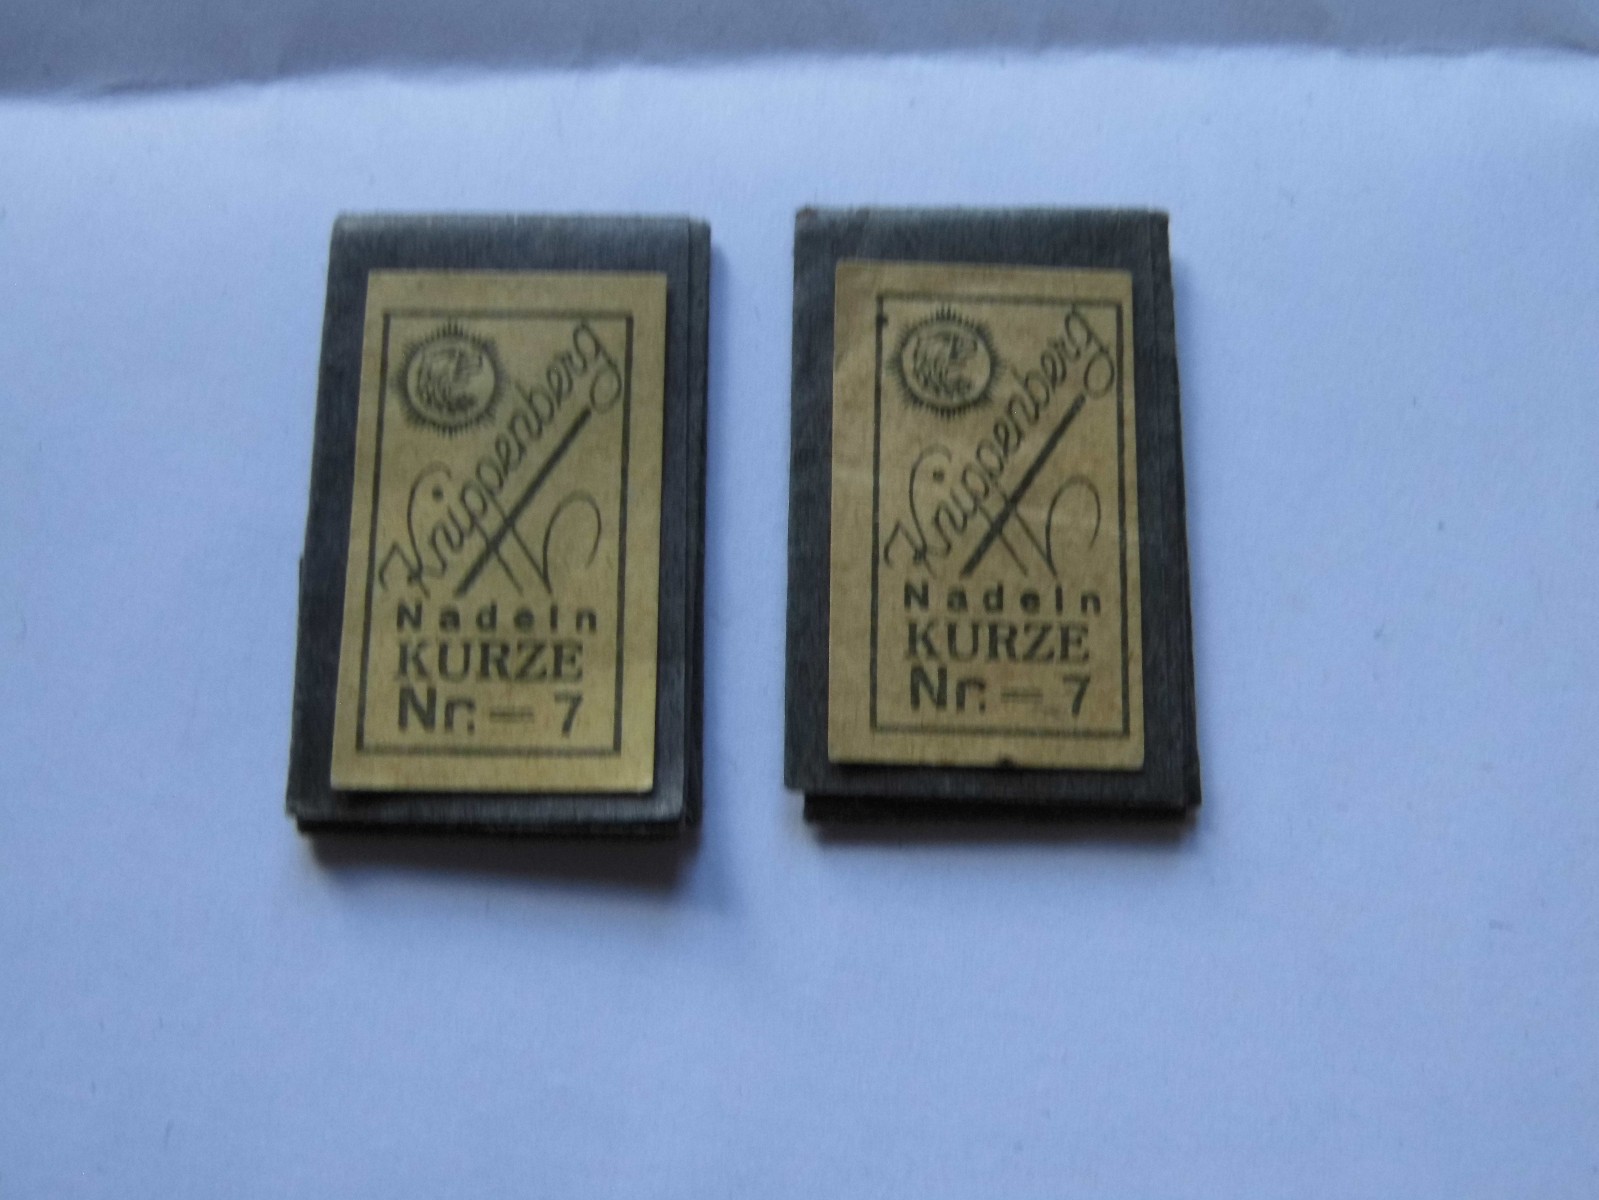 Knippenberg
Nadeln
KURZE
Nr. — 7
Knippenberg
Nadeln
KURZE
Nr. — 7